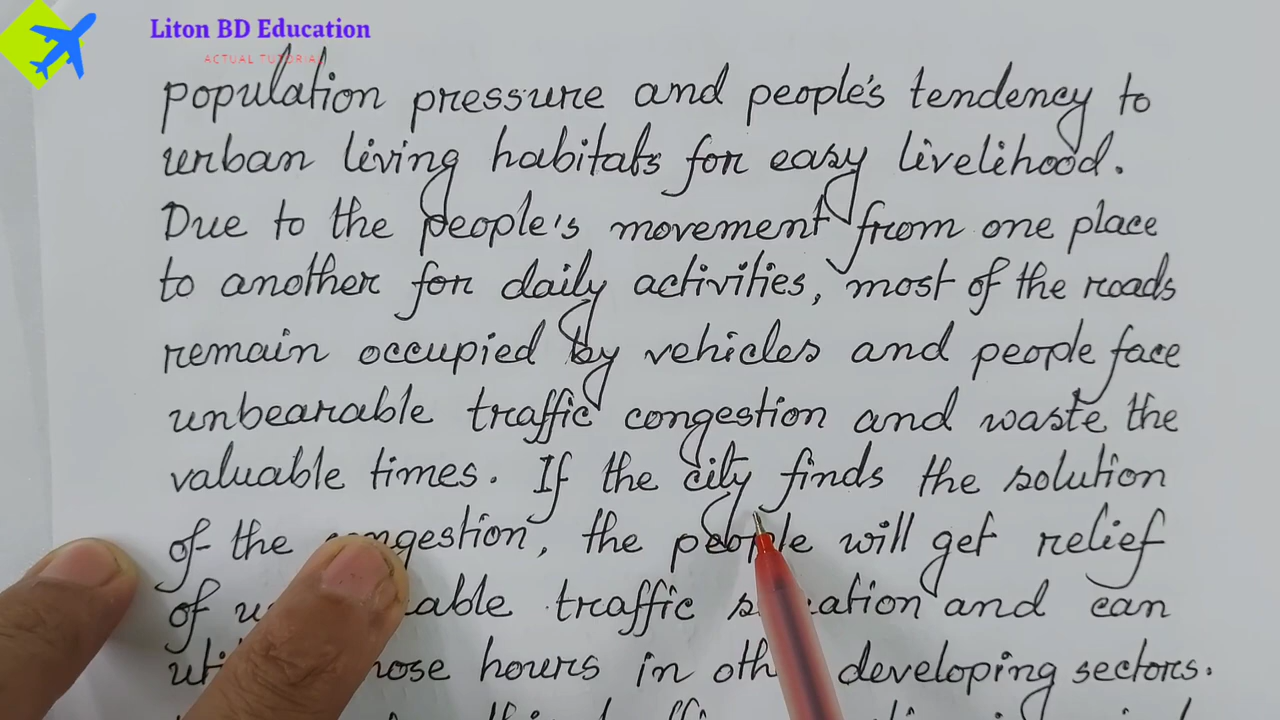 Liton BD Education
ACTUAL TUTORIAL
population pressure and people's tendency to
urban living habitats for easy livelihood.
Due to the people's movement from one place
to another for daily activities, most of the roads
remain occupied by vehicles and people face
unbearable traffic congestion and waste the
valuable times. If the city finds the solution
of the congestion, the people will get relief
of traffic and can
hours in developing sectors.